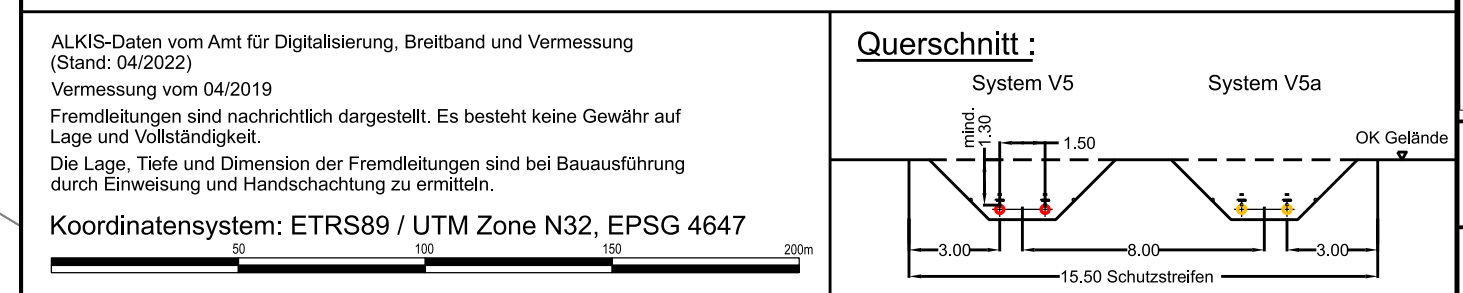 ALKIS-Daten vom Amt für Digitalisierung, Breitband und Vermessung
(Stand: 04/2022)
Vermessung vom 04/2019
Fremdleitungen sind nachrichtlich dargestellt. Es besteht keine Gewähr auf
Lage und Vollständigkeit.
Die Lage, Tiefe und Dimension der Fremdleitungen sind bei Bauausführung
durch Einweisung und Handschachtung zu ermitteln.
Koordinatensystem: ETRS89 / UTM Zone N32, EPSG 4647
50 100 150 200m
Querschnitt :
System V5 System V5a
mind.
1.30
1.50
OK Gelände
3.00 8.00 3.00
15.50 Schutzstreifen